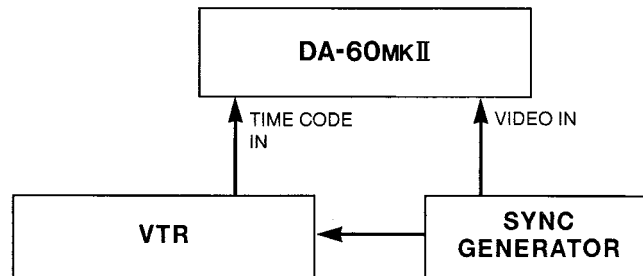 DA-60MKII
TIME CODE
IN
VIDEO IN
VTR
SYNC
GENERATOR